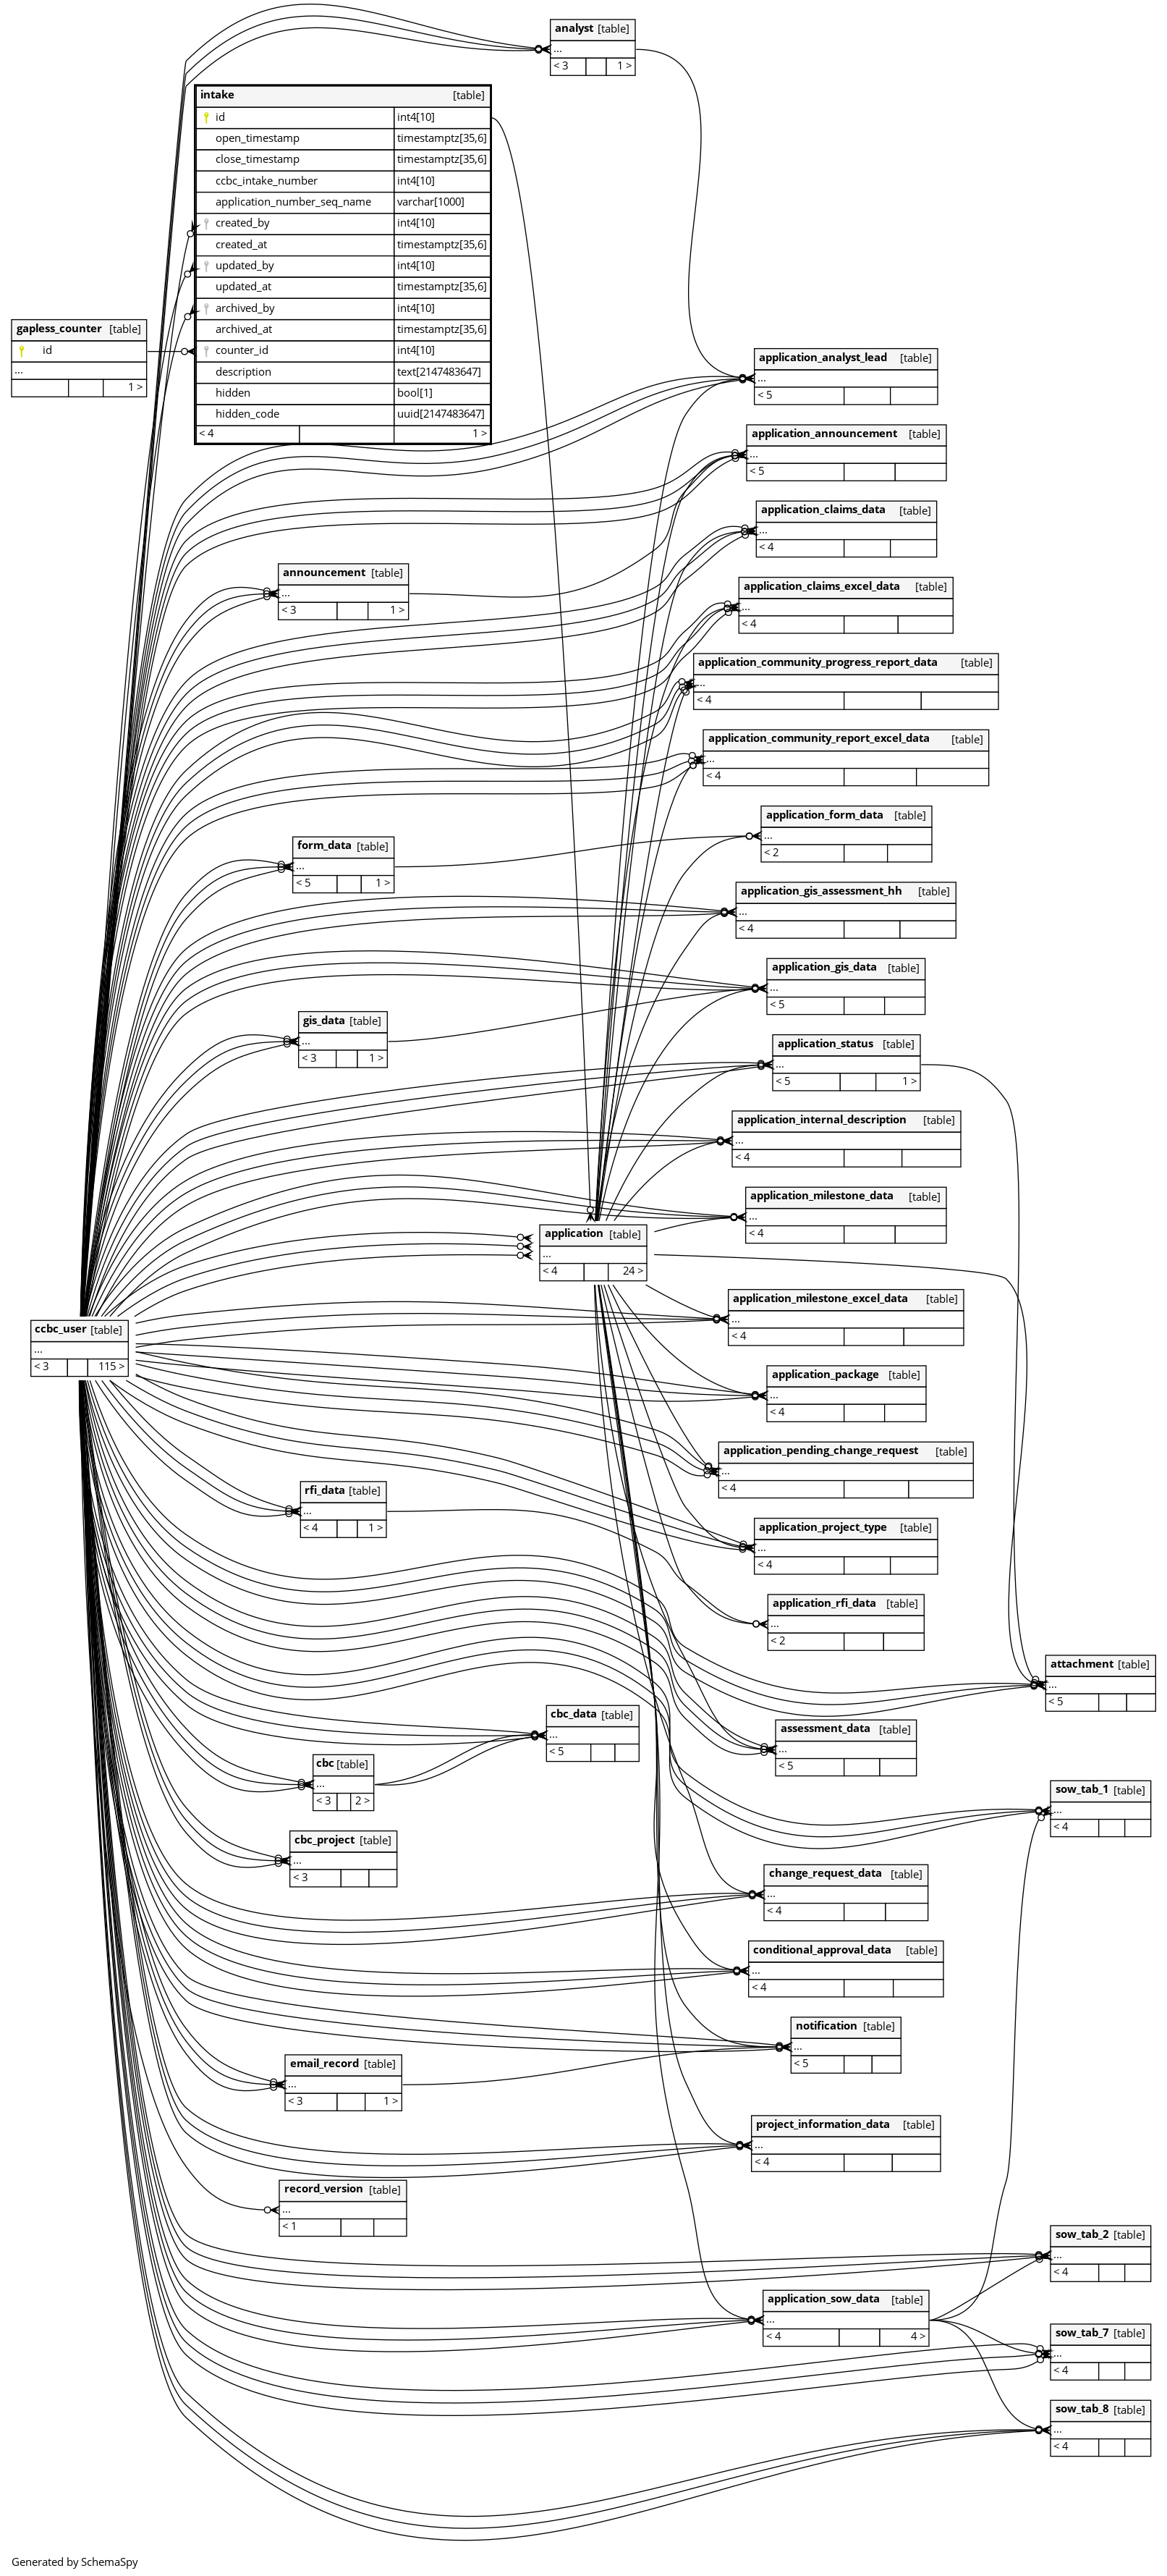 analyst [table]
...
< 3 1 >
intake [table]
id int4[10]
open_timestamp timestamptz[35,6]
close_timestamp timestamptz[35,6]
ccbc_intake_number int4[10]
application_number_seq_name varchar[1000]
created_by int4[10]
created_at timestamptz[35,6]
updated_by int4[10]
updated_at timestamptz[35,6]
archived_by int4[10]
archived_at timestamptz[35,6]
counter_id int4[10]
description text[2147483647]
hidden bool[1]
hidden_code uuid[2147483647]
< 4 1 >
gapless_counter [table]
id
...
1 >
application_analyst_lead [table]
...
< 5
application_announcement [table]
...
< 5
application_claims_data [table]
...
< 4
announcement [table]
...
< 3 1 >
application_claims_excel_data [table]
...
< 4
application_community_progress_report_data [table]
...
< 4
application_community_report_excel_data [table]
...
< 4
application_form_data [table]
...
< 2
form_data [table]
...
< 5 1 >
application_gis_assessment_hh [table]
...
< 4
application_gis_data [table]
...
< 5
gis_data [table]
...
< 3 1 >
application_status [table]
...
< 5 1 >
application_internal_description [table]
...
< 4
application_milestone_data [table]
...
< 4
application [table]
...
< 4 24 >
application_milestone_excel_data [table]
...
< 4
ccbc_user [table]
...
< 3 115 >
application_package [table]
...
< 4
application_pending_change_request [table]
...
< 4
rfi_data [table]
...
< 4 1 >
application_project_type [table]
...
< 4
application_rfi_data [table]
...
< 2
attachment [table]
...
< 5
cbc_data [table]
...
< 5
assessment_data [table]
...
< 5
cbc [table]
...
< 3 2 >
sow_tab_1 [table]
...
< 4
cbc_project [table]
...
< 3
change_request_data [table]
...
< 4
conditional_approval_data [table]
...
< 4
notification [table]
...
< 5
email_record [table]
...
< 3 1 >
project_information_data [table]
...
< 4
record_version [table]
...
< 1
sow_tab_2 [table]
...
< 4
application_sow_data [table]
...
< 4 4 >
sow_tab_7 [table]
...
< 4
sow_tab_8 [table]
...
< 4
Generated by SchemaSpy